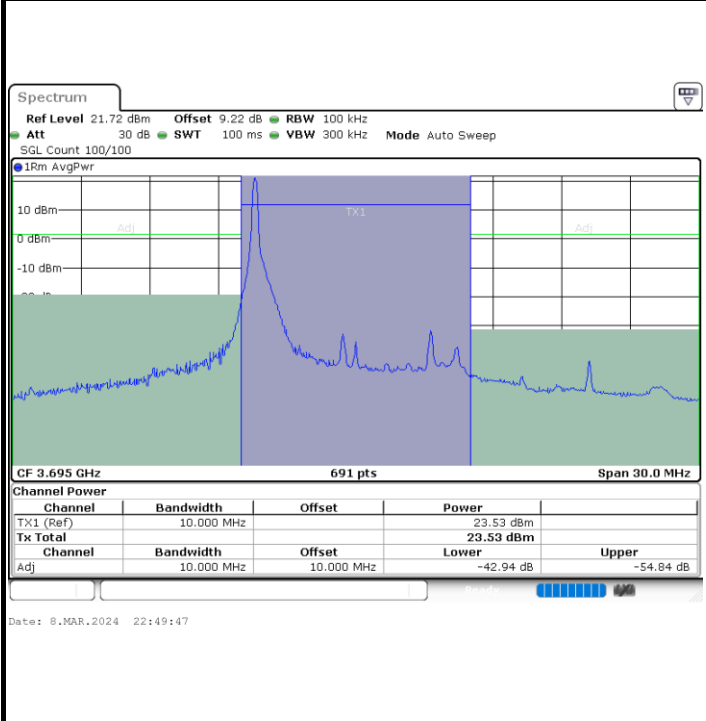 Spectrum
Ref Level 21.72 dBm Offset 9.22 dB RBW 100 kHz
Att 30 dB SWT 100 ms VBW 300 kHz Mode Auto Sweep
SGL Count 100/100
1Rm AvgPwr
10 dBm
TX1
Adj Adj
0 dBm
-10 dBm
CF 3.695 GHz 691 pts Span 30.0 MHz
Channel Power
Channel Bandwidth Offset Power
TX1 (Ref) 10.000 MHz 23.53 dBm
Tx Total 23.53 dBm
Channel Bandwidth Offset Lower Upper
Adj 10.000 MHz 10.000 MHz -42.94 dB -54.84 dB
Ready
Date: 8.MAR.2024 22:49:47